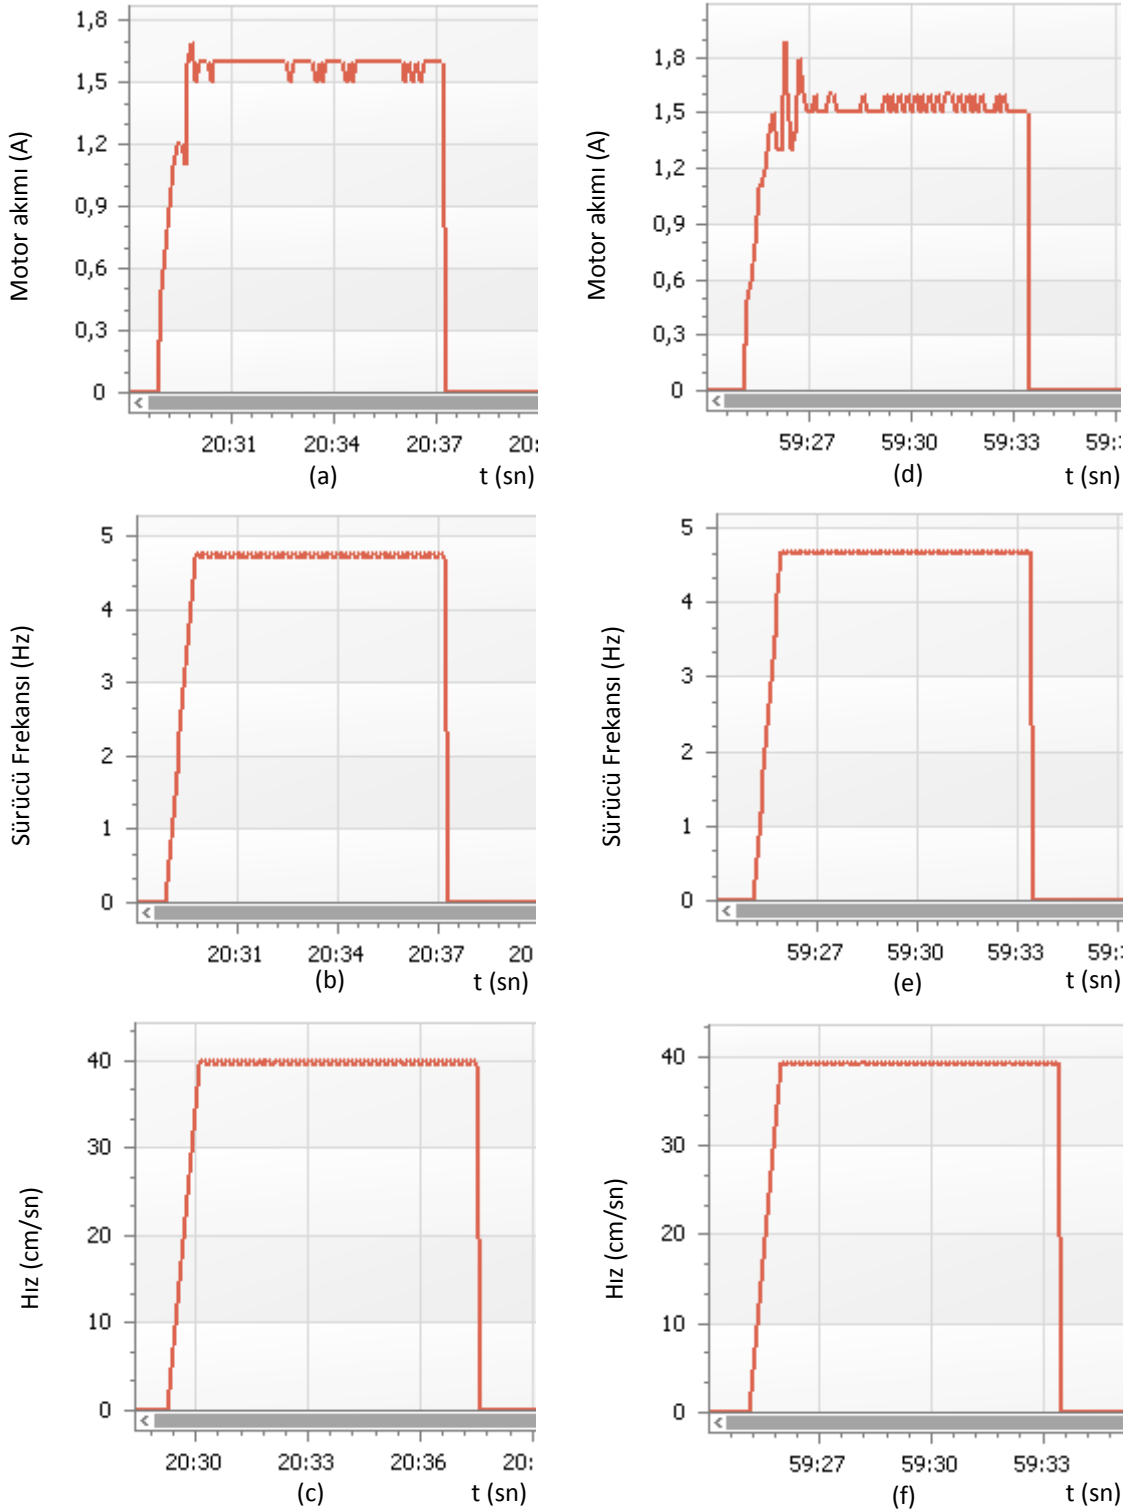 Motor akımı (A)
1,8
1,5
1,2
0,9
0,6
0,3
0
20:31 20:34 20:37 20:
(a) t (sn)
Motor akımı (A)
1,8
1,5
1,2
0,9
0,6
0,3
0
59:27 59:30 59:33 59:
(d) t (sn)
Sürücü Frekansı (Hz)
5
4
3
2
1
0
20:31 20:34 20:37 20
(b) t (sn)
Sürücü Frekansı (Hz)
5
4
3
2
1
0
59:27 59:30 59:33 59:
(e) t (sn)
Hız (cm/sn)
40
30
20
10
0
20:30 20:33 20:36 20:
(c) t (sn)
Hız (cm/sn)
40
30
20
10
0
59:27 59:30 59:33
(f) t (sn)